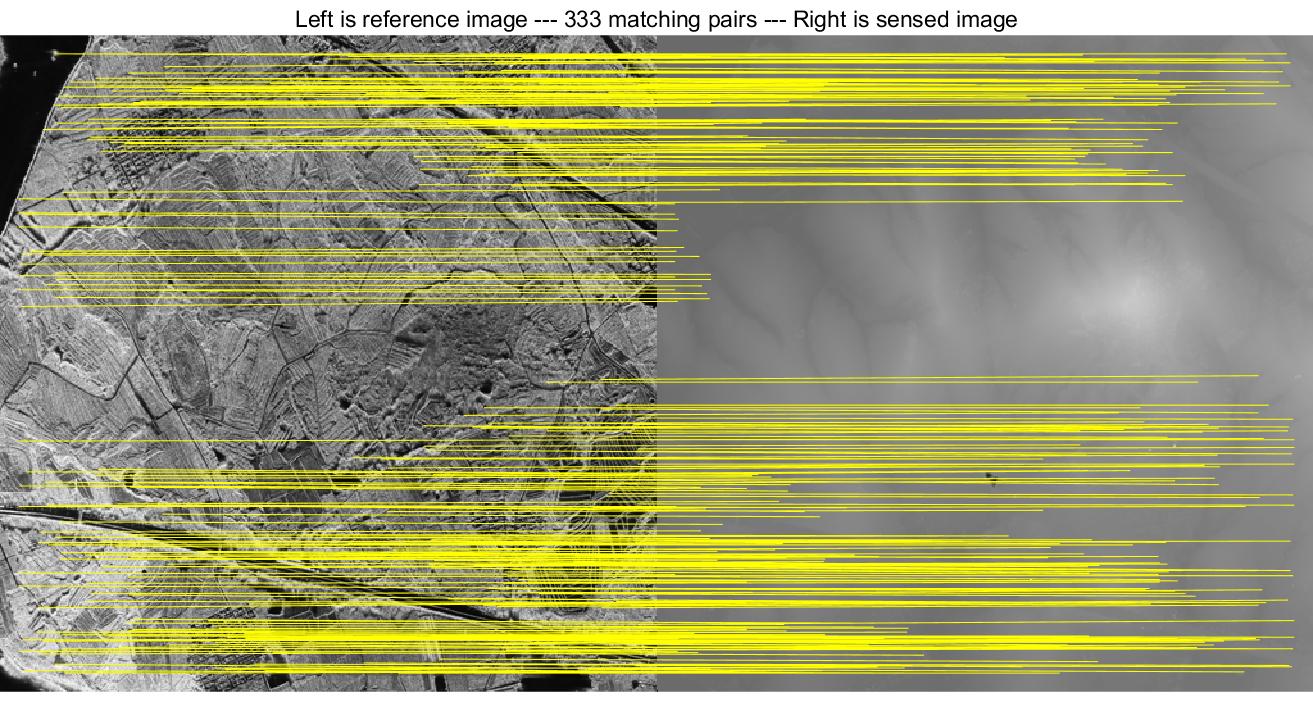 Left is reference image --- 333 matching pairs --- Right is sensed image